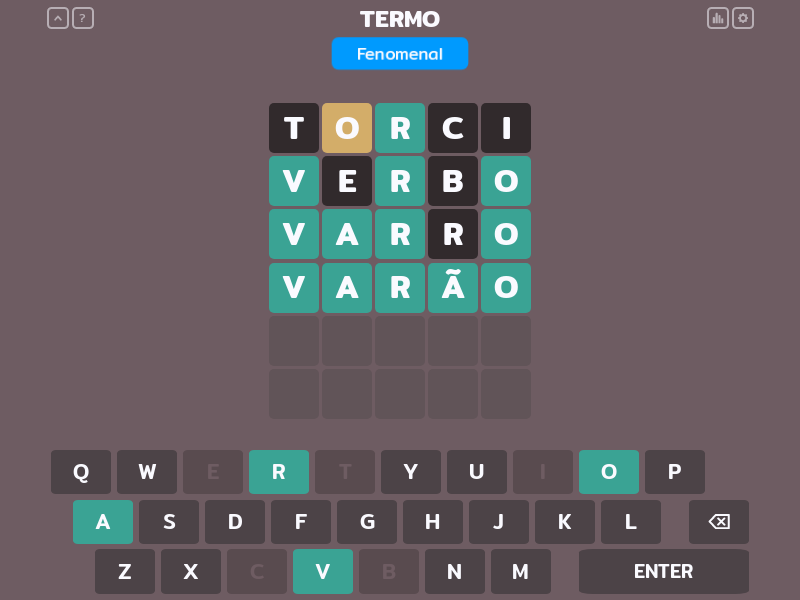 ?
TERMO
Fenomenal
T O R C I
V E R B O
V A R R O
V A R Ã O
Q W E R T Y U I O P
A S D F G H J K L
Z X C V B N M ENTER